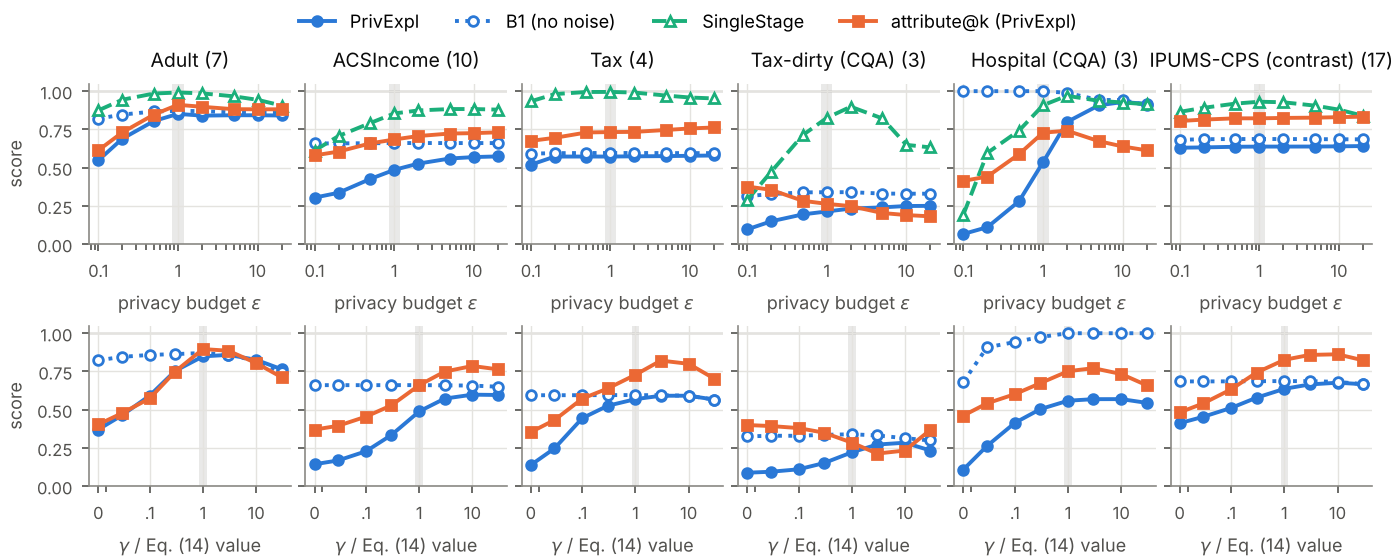 PrivExpl B1 (no noise) SingleStage attribute@k (PrivExpl)
Adult (7) ACSIncome (10) Tax (4) Tax-dirty (CQA) (3) Hospital (CQA) (3) IPUMS-CPS (contrast) (17)
1.00
0.75
0.50
0.25
0.00
score
0.1 1 10 0.1 1 10 0.1 1 10 0.1 1 10 0.1 1 10 0.1 1 10
privacy budget ε privacy budget ε privacy budget ε privacy budget ε privacy budget ε privacy budget ε
1.00
0.75
0.50
0.25
0.00
score
0 .1 1 10 0 .1 1 10 0 .1 1 10 0 .1 1 10 0 .1 1 10 0 .1 1 10
γ / Eq. (14) value γ / Eq. (14) value γ / Eq. (14) value γ / Eq. (14) value γ / Eq. (14) value γ / Eq. (14) value